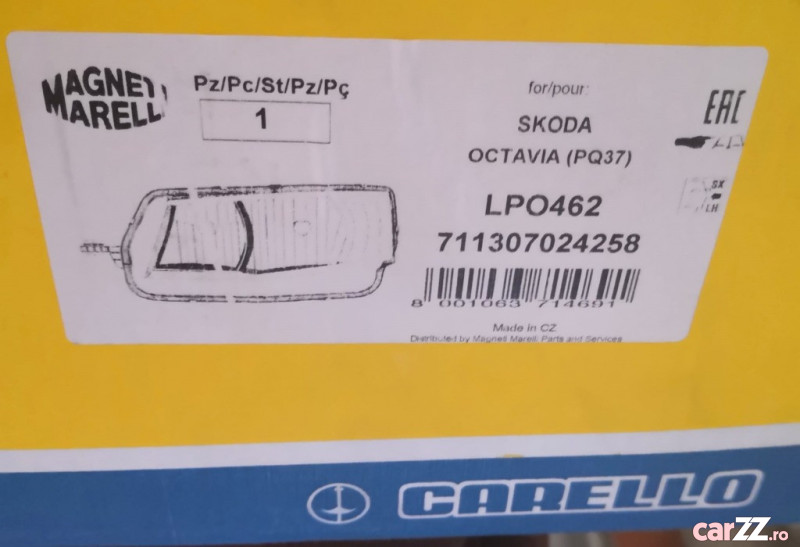 MAGNETI
MARELLI
Pz/Pc/St/Pz/Pç
1
for/pour:
SKODA
OCTAVIA (PQ37)
LPO462
711307024258
8 001063 714691
Made in CZ
Distributed by Magneti Marelli Parts and Services
EAC
SX
LH
CARELLO
carZZ.ro